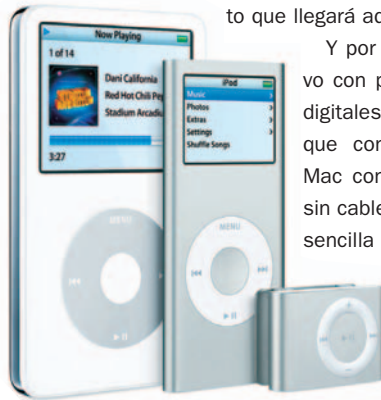 to que llegará ac
Y por
vo con p
digitales
que con
Mac con
sin cable
sencilla
Now Playing
1 of 14
Dani California
Red Hot Chili Pep
Stadium Arcadiu
3:27
MENU
iPod
Music
Photos
Extras
Settings
Shuffle Songs
MENU